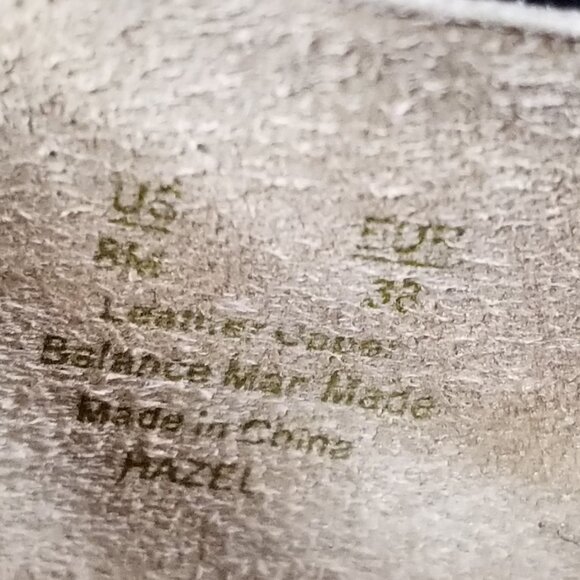 US EUR
8M 38
Leather Upper
Balance Man Made
Made in China
HAZEL